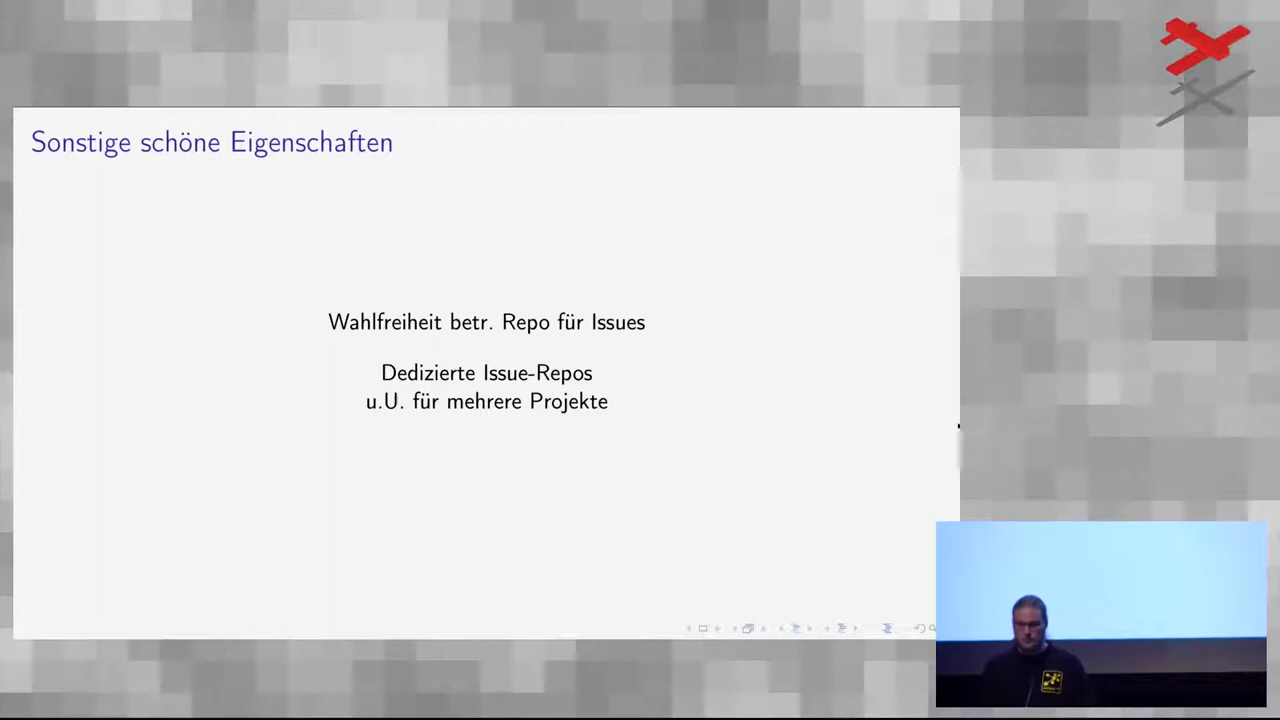 Sonstige schöne Eigenschaften
Wahlfreiheit betr. Repo für Issues
Dedizierte Issue-Repos
u.U. für mehrere Projekte